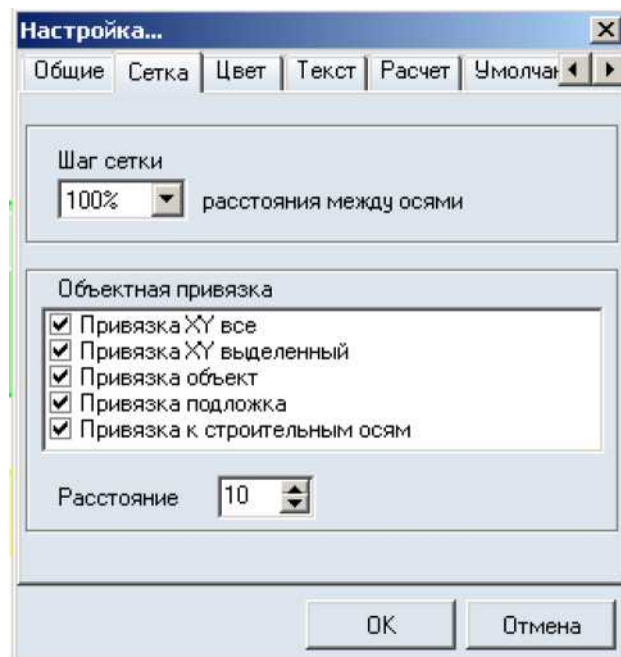 Настройка...
Общие Сетка Цвет Текст Расчет Умолчан
Шаг сетки
100% расстояния между осями
Объектная привязка
Привязка XY все
Привязка XY выделенный
Привязка объект
Привязка подложка
Привязка к строительным осям
Расстояние 10
OK Отмена